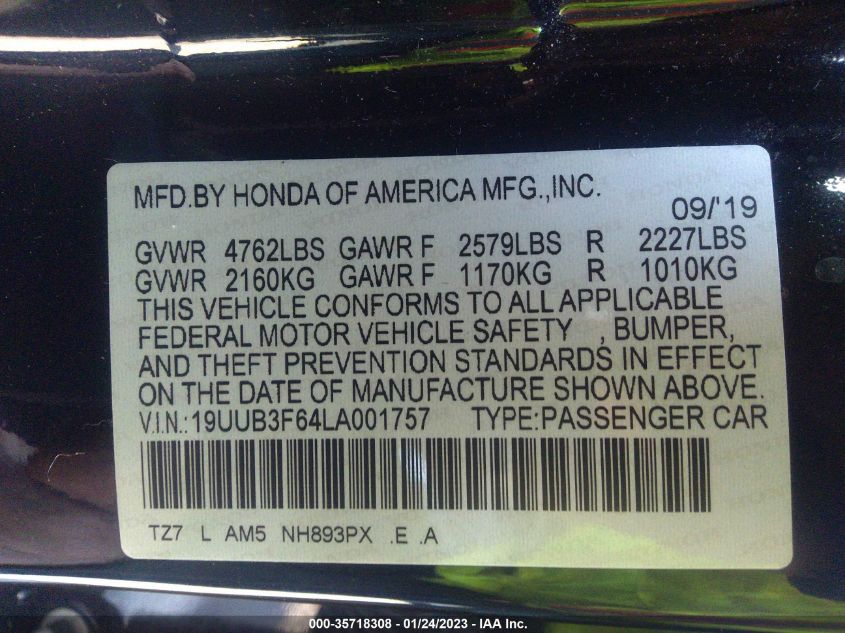 MFD.BY HONDA OF AMERICA MFG.,INC.
09/'19
GVWR 4762LBS GAWR F 2579LBS R 2227LBS
GVWR 2160KG GAWR F 1170KG R 1010KG
THIS VEHICLE CONFORMS TO ALL APPLICABLE
FEDERAL MOTOR VEHICLE SAFETY , BUMPER,
AND THEFT PREVENTION STANDARDS IN EFFECT
ON THE DATE OF MANUFACTURE SHOWN ABOVE.
V.I.N.: 19UUB3F64LA001757 TYPE:PASSENGER CAR
TZ7 L AM5 NH893PX .E .A
000-35718308 - 01/24/2023 - IAA Inc.